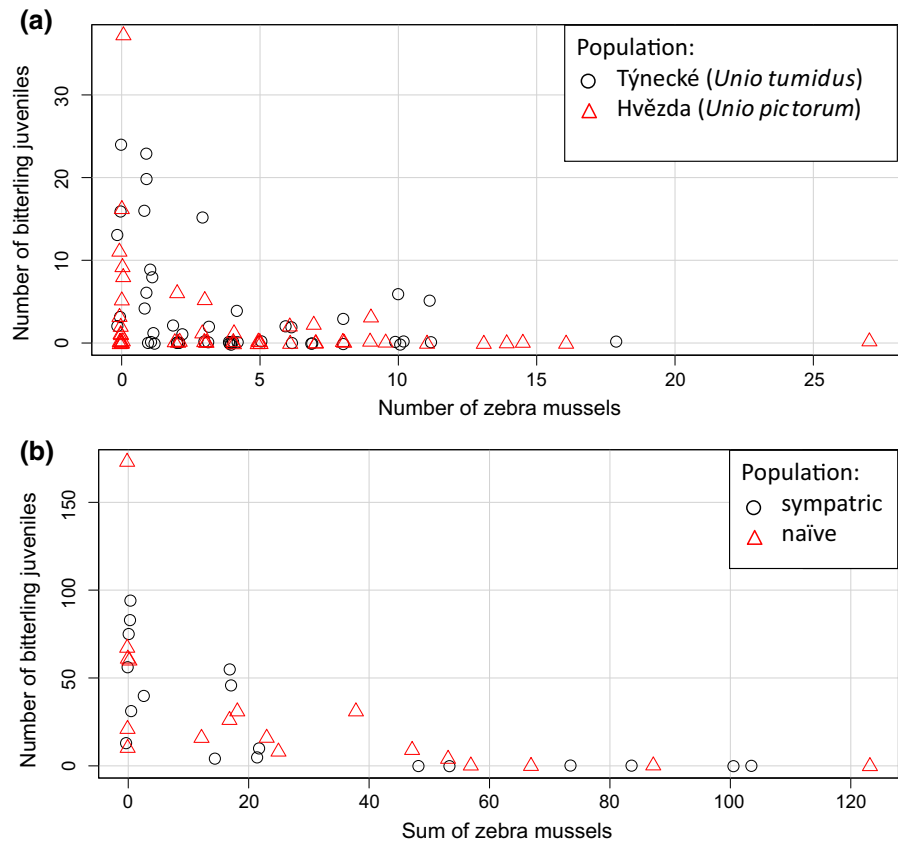 (a)
Population:
Týnecké (Unio tumidus)
Hvězda (Unio pictorum)
Number of bitterling juveniles
0 10 20 30
0 5 10 15 20 25
Number of zebra mussels
(b)
Population:
sympatric
naïve
Number of bitterling juveniles
0 50 100 150
0 20 40 60 80 100 120
Sum of zebra mussels